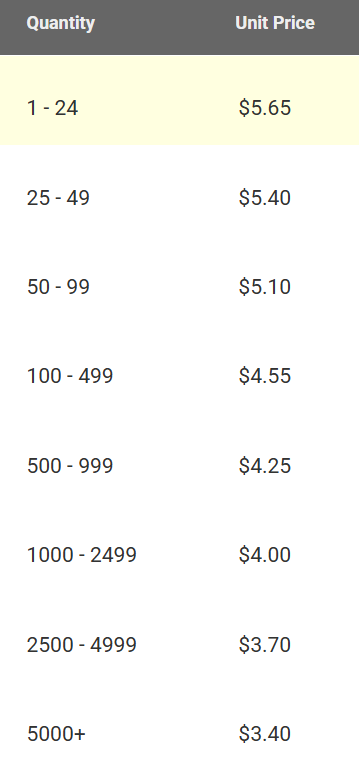 Quantity Unit Price
1 - 24 $5.65
25 - 49 $5.40
50 - 99 $5.10
100 - 499 $4.55
500 - 999 $4.25
1000 - 2499 $4.00
2500 - 4999 $3.70
5000+ $3.40